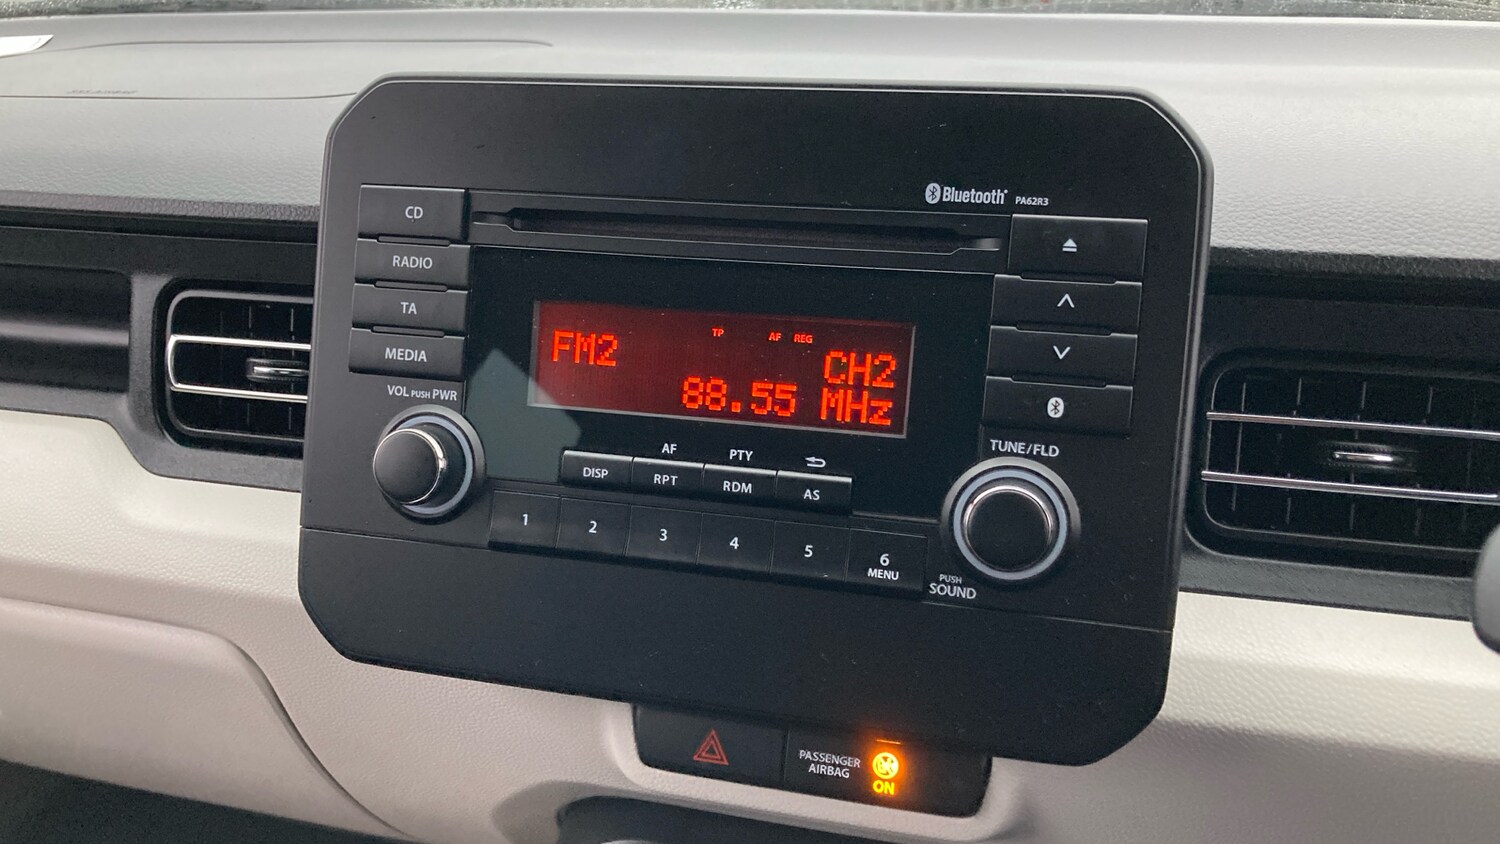 Bluetooth® PA62R3
CD
RADIO
TA
MEDIA
VOL PUSH PWR
TP AF REG
FM2
CH2
88.55 MHz
AF PTY
DISP RPT RDM AS
1 2 3 4 5 6
MENU
TUNE/FLD
PUSH
SOUND
PASSENGER
AIRBAG
ON